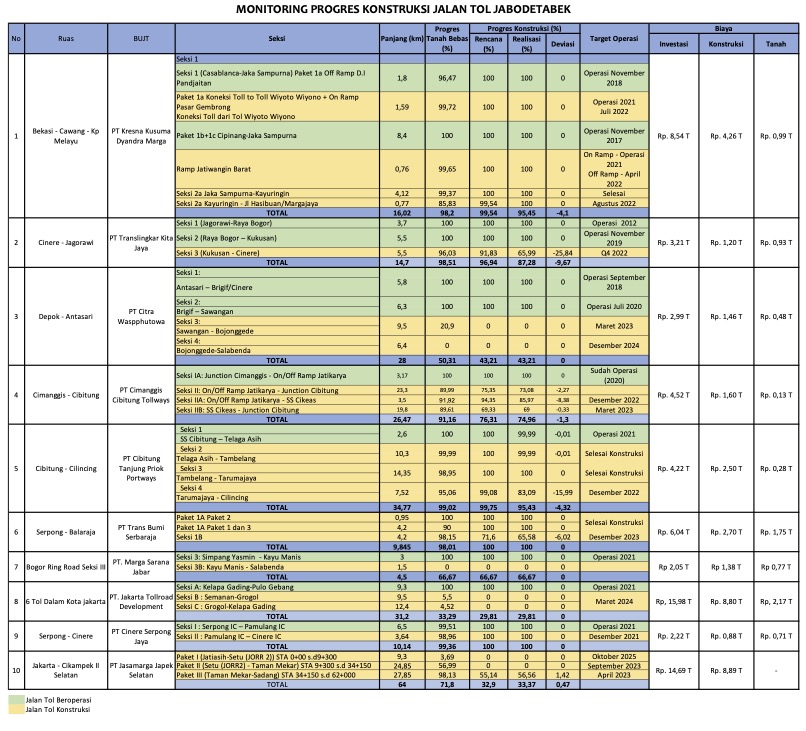 MONITORING PROGRES KONSTRUKSI JALAN TOL JABODETABEK
No Ruas BUJT Seksi Panjang (km) Progres Tanah Bebas (%) Progres Konstruksi (%) Rencana (%) Realisasi (%) Deviasi Target Operasi Biaya Investasi Konstruksi Tanah
1 Bekasi - Cawang - Kp Melayu PT Kresna Kusuma Dyandra Marga Rp. 8,54 T Rp. 4,26 T Rp. 0,99 T
Seksi 1
Seksi 1 (Casablanca-Jaka Sampurna) Paket 1a Off Ramp D.I Pandjaitan 1,8 96,47 100 100 0 Operasi November 2018
Paket 1a Koneksi Toll to Toll Wiyoto Wiyono + On Ramp Pasar Gembrong
Koneksi Toll dari Tol Wiyoto Wiyono 1,59 99,72 100 100 0 Operasi 2021 Juli 2022
Paket 1b+1c Cipinang-Jaka Sampurna 8,4 100 100 100 0 Operasi November 2017
Ramp Jatiwangin Barat 0,76 99,65 100 100 0 On Ramp - Operasi 2021 Off Ramp - April 2022
Seksi 2a Jaka Sampurna-Kayuringin 4,12 99,37 100 100 0 Selesai
Seksi 2a Kayuringin - Jl Hasibuan/Margajaya 0,77 85,83 99,54 100 0 Agustus 2022
TOTAL 16,02 98,2 99,54 95,45 -4,1
2 Cinere - Jagorawi PT Translingkar Kita Jaya Rp. 3,21 T Rp. 1,20 T Rp. 0,93 T
Seksi 1 (Jagorawi-Raya Bogor) 3,7 100 100 100 0 Operasi 2012
Seksi 2 (Raya Bogor – Kukusan) 5,5 100 100 100 0 Operasi November 2019
Seksi 3 (Kukusan - Cinere) 5,5 96,03 91,83 65,99 -25,84 Q4 2022
TOTAL 14,7 98,51 96,94 87,28 -9,67
3 Depok - Antasari PT Citra Waspphutowa Rp. 2,99 T Rp. 1,46 T Rp. 0,48 T
Seksi 1:
Antasari – Brigif/Cinere 5,8 100 100 100 0 Operasi September 2018
Seksi 2:
Brigif – Sawangan 6,3 100 100 100 0 Operasi Juli 2020
Seksi 3:
Sawangan - Bojonggede 9,5 20,9 0 0 0 Maret 2023
Seksi 4:
Bojonggede-Salabenda 6,4 0 0 0 0 Desember 2024
TOTAL 28 50,31 43,21 43,21 0
4 Cimanggis - Cibitung PT Cimanggis Cibitung Tollways Rp. 4,52 T Rp. 1,60 T Rp. 0,13 T
Seksi IA: Junction Cimanggis - On/Off Ramp Jatikarya 3,17 100 100 100 0 Sudah Operasi (2020)
Seksi II: On/Off Ramp Jatikarya - Junction Cibitung 23,3 89,99 75,35 73,08 -2,27
Seksi IIA: On/Off Ramp Jatikarya - SS Cikeas 3,5 91,92 94,35 85,97 -8,38 Desember 2022
Seksi IIB: SS Cikeas - Junction Cibitung 19,8 89,61 69,33 69 -0,33 Maret 2023
TOTAL 26,47 91,16 76,31 74,96 -1,3
5 Cibitung - Cilincing PT Cibitung Tanjung Priok Portways Rp. 4,22 T Rp. 2,50 T Rp. 0,28 T
Seksi 1
SS Cibitung – Telaga Asih 2,6 100 100 99,99 -0,01 Operasi 2021
Seksi 2
Telaga Asih - Tambelang 10,3 99,99 99,99 100 -0,01 Selesai Konstruksi
Seksi 3
Tambelang - Tarumajaya 14,35 98,95 100 100 0 Selesai Konstruksi
Seksi 4
Tarumajaya - Cilincing 7,52 95,06 99,08 83,09 -15,99 Desember 2022
TOTAL 34,77 99,02 99,75 95,43 -4,32
6 Serpong - Balaraja PT Trans Bumi Serbaraja Rp. 6,04 T Rp. 2,70 T Rp. 1,75 T
Paket 1A Paket 2 0,95 100 100 100 0 Selesai Konstruksi
Paket 1A Paket 1 dan 3 4,2 90 100 100 0
Seksi 1B 4,2 98,15 71,6 65,58 -6,02 Desember 2023
TOTAL 9,845 98,01 100 100 0
7 Bogor Ring Road Seksi III PT. Marga Sarana Jabar Rp 2,05 T Rp 1,38 T Rp 0,77 T
Seksi 3: Simpang Yasmin - Kayu Manis 3 100 100 100 0 Operasi 2021
Seksi 3B: Kayu Manis - Salabenda 1,5 0 0 0 0
TOTAL 4,5 66,67 66,67 66,67 0
8 6 Tol Dalam Kota jakarta PT. Jakarta Tollroad Development Rp, 15,98 T Rp, 8,80 T Rp, 2,17 T
Seksi A: Kelapa Gading-Pulo Gebang 9,3 100 100 100 0 Operasi 2021
Seksi B : Semanan-Grogol 9,5 5,5 0 0 0 Maret 2024
Seksi C : Grogol-Kelapa Gading 12,4 4,52 0 0 0
TOTAL 31,2 33,29 29,81 29,81 0
9 Serpong - Cinere PT Cinere Serpong Jaya Rp. 2,22 T Rp. 0,88 T Rp. 0,71 T
Seksi I : Serpong IC – Pamulang IC 6,5 99,51 100 100 0 Operasi 2021
Seksi II : Pamulang IC – Cinere IC 3,64 98,96 100 100 0 Desember 2021
TOTAL 10,14 99,36 100 100 0
10 Jakarta - Cikampek II Selatan PT Jasamarga Japek Selatan Rp. 14,69 T Rp. 8,89 T -
Paket I (Jatiasih-Setu (JORR 2)) STA 0+00 s.d9+300 9,3 3,69 0 0 0 Oktober 2025
Paket II (Setu (JORR2) - Taman Mekar) STA 9+300 s.d 34+150 24,85 56,99 0 0 0 September 2023
Paket III (Taman Mekar-Sadang) STA 34+150 s.d 62+000 27,85 98,13 55,14 56,56 1,42 April 2023
TOTAL 64 71,8 32,9 33,37 0,47
Jalan Tol Beroperasi
Jalan Tol Konstruksi